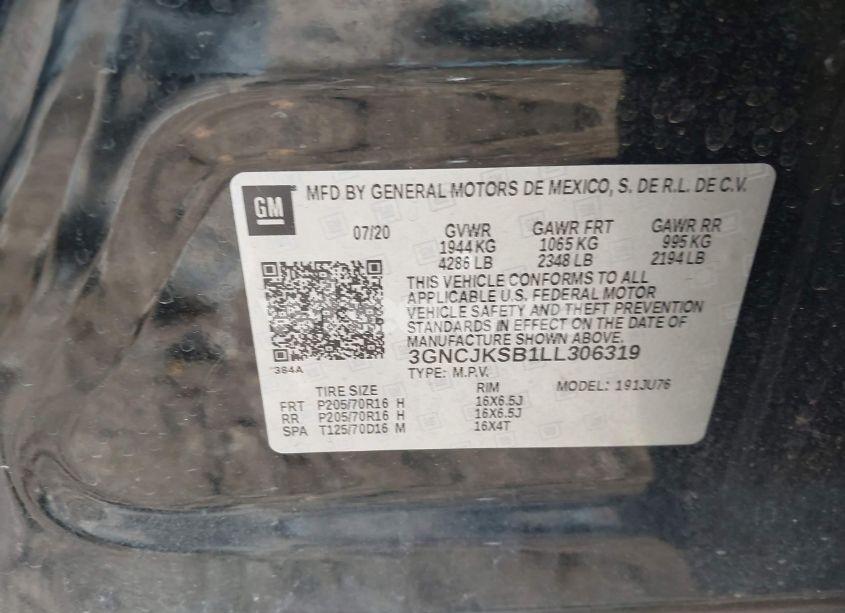 GM
MFD BY GENERAL MOTORS DE MEXICO, S. DE R.L. DE C.V.
07/20 GVWR GAWR FRT GAWR RR
1944 KG 1065 KG 995 KG
4286 LB 2348 LB 2194 LB
THIS VEHICLE CONFORMS TO ALL
APPLICABLE U.S. FEDERAL MOTOR
VEHICLE SAFETY AND THEFT PREVENTION
STANDARDS IN EFFECT ON THE DATE OF
MANUFACTURE SHOWN ABOVE.
3GNCJKSB1LL306319
384A
TYPE: M.P.V. MODEL: 191JU76
TIRE SIZE RIM
FRT P205/70R16 H 16X6.5J
RR P205/70R16 H 16X6.5J
SPA T125/70D16 M 16X4T